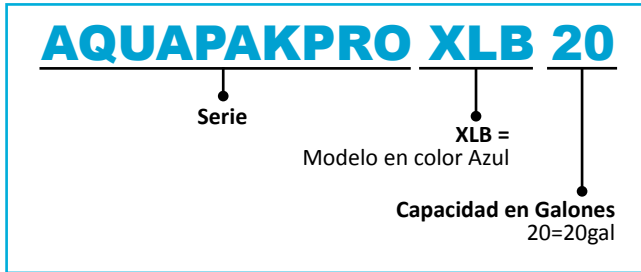 AQUAPAKPRO XLB 20
Serie
XLB =
Modelo en color Azul
Capacidad en Galones
20=20gal